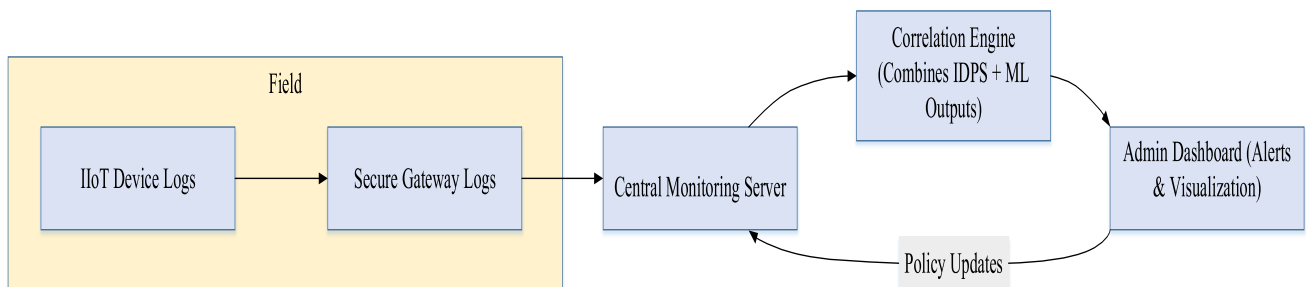 Field
IIoT Device Logs
Secure Gateway Logs
Central Monitoring Server
Correlation Engine
(Combines IDPS + ML
Outputs)
Admin Dashboard (Alerts
& Visualization)
Policy Updates